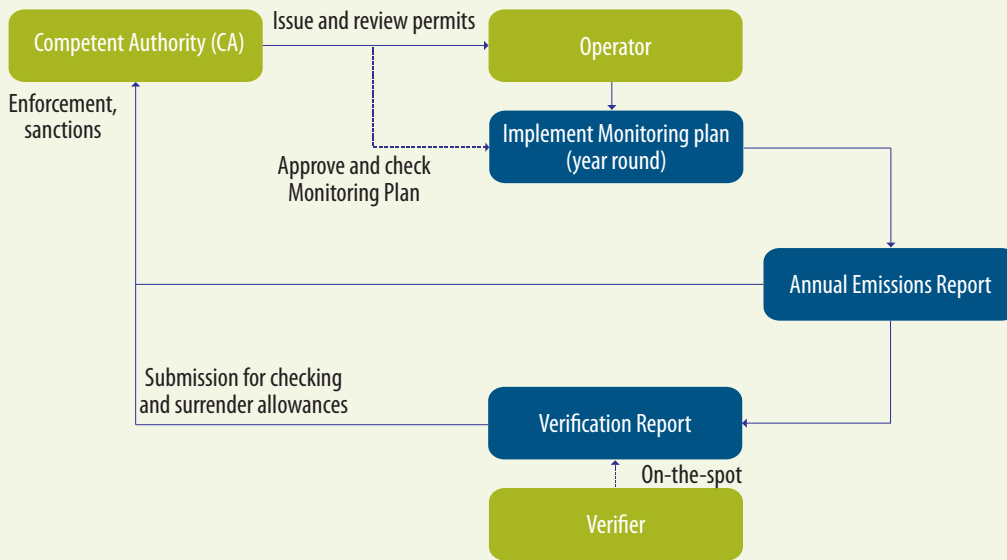 Issue and review permits
Competent Authority (CA)
Operator
Enforcement,
sanctions
Implement Monitoring plan
(year round)
Approve and check
Monitoring Plan
Annual Emissions Report
Submission for checking
and surrender allowances
Verification Report
On-the-spot
Verifier